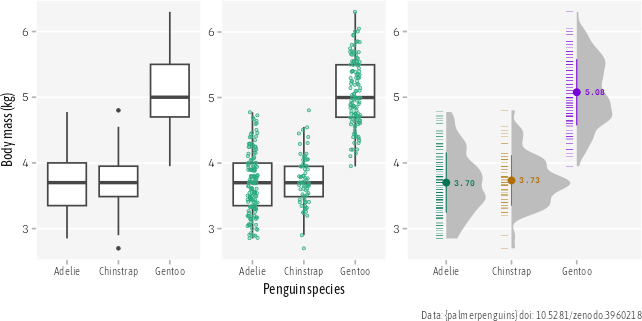 Body mass (kg)
6
5
4
3
6
5
4
3
6
5
4
3
5.08
3.70
3.73
Adelie Chinstrap Gentoo
Adelie Chinstrap Gentoo
Adelie Chinstrap Gentoo
Penguin species
Data: {palmerpenguins} doi: 10.5281/zenodo.3960218